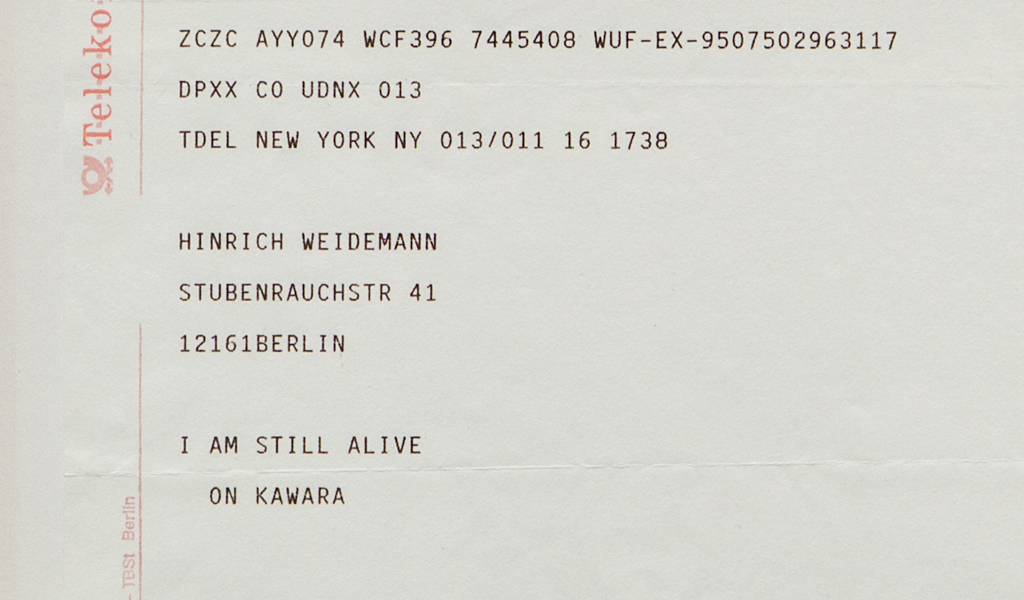 ZCZC AYY074 WCF396 7445408 WUF-EX-9507502963117
DPXX CO UDNX 013
TDEL NEW YORK NY 013/011 16 1738
HINRICH WEIDEMANN
STUBENRAUCHSTR 41
12161BERLIN
I AM STILL ALIVE
ON KAWARA
Teleko
– TBSt Berlin